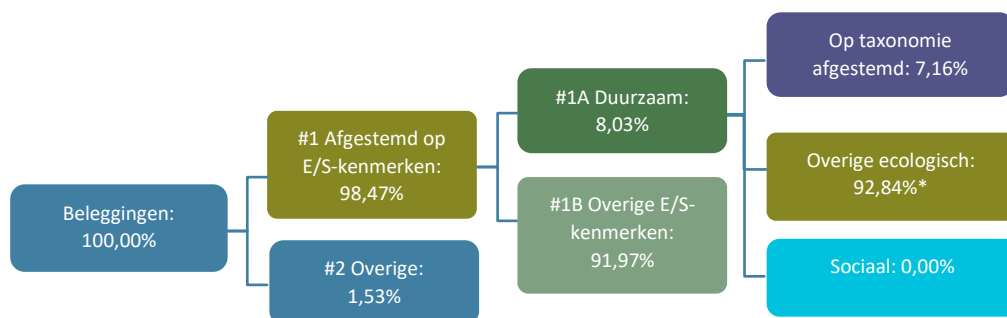 Beleggingen:
100,00%
#1 Afgestemd op
E/S-kenmerken:
98,47%
#2 Overige:
1,53%
#1A Duurzaam:
8,03%
#1B Overige E/S-
kenmerken:
91,97%
Op taxonomie
afgestemd: 7,16%
Overige ecologisch:
92,84%*
Sociaal: 0,00%